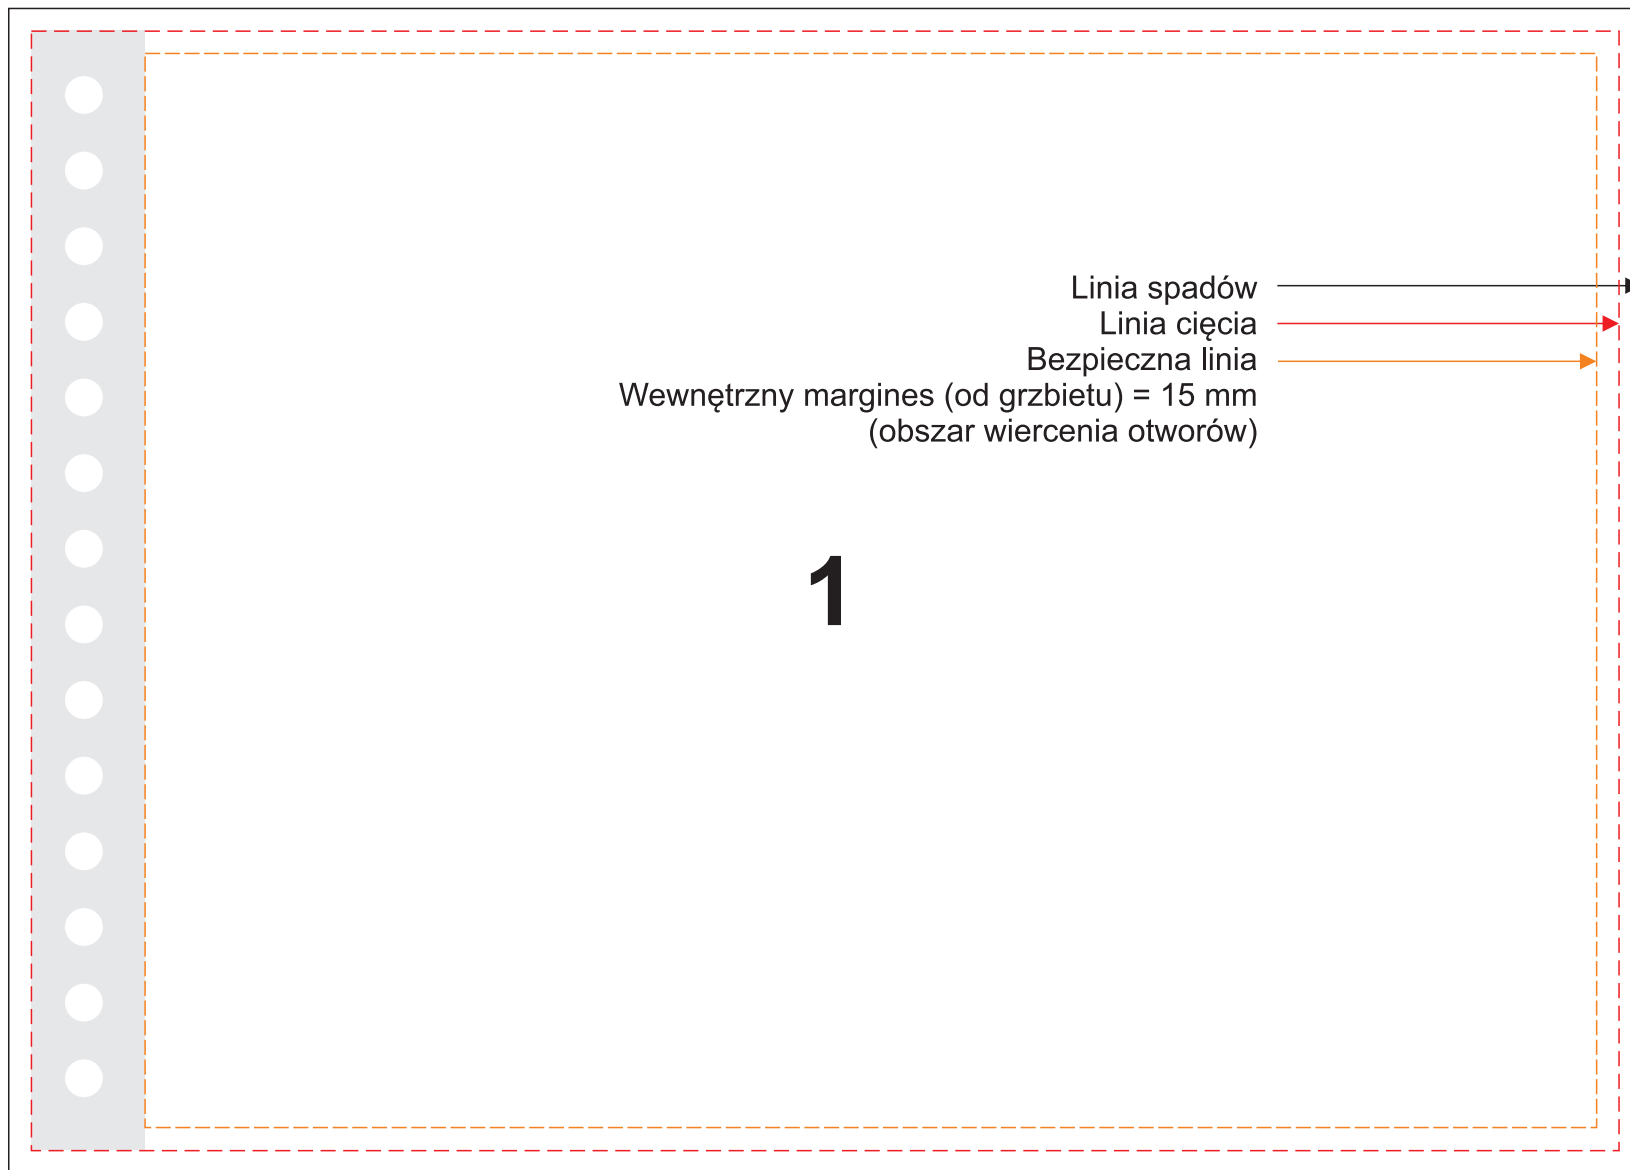 Linia spadów
Linia cięcia
Bezpieczna linia
Wewnętrzny margines (od grzbietu) = 15 mm
(obszar wiercenia otworów)
1